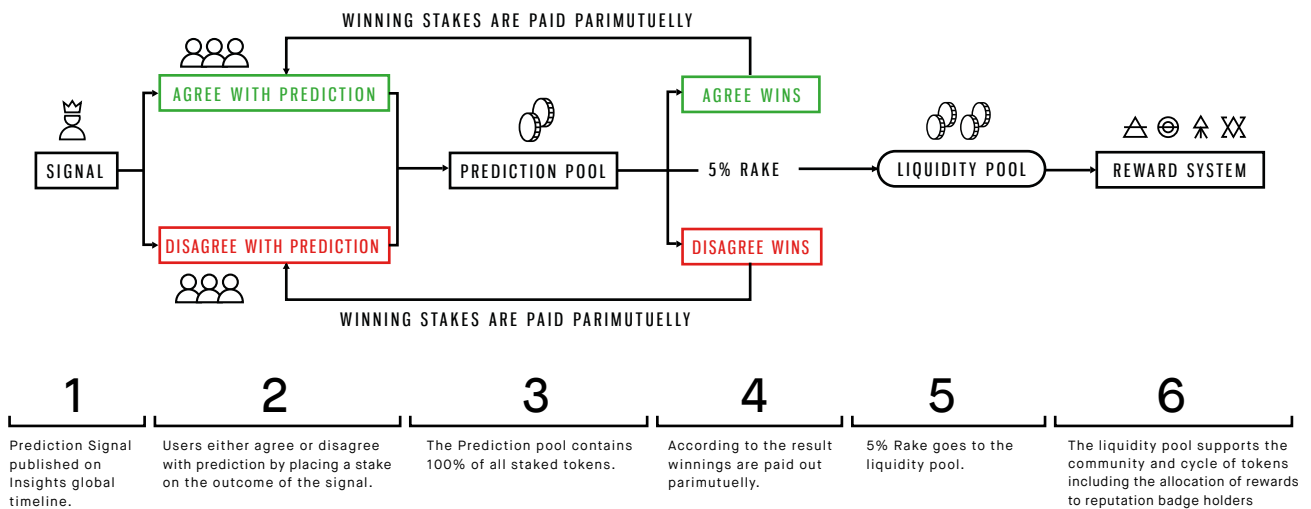 WINNING STAKES ARE PAID PARIMUTUELLY
AGREE WITH PREDICTION
AGREE WINS
SIGNAL
PREDICTION POOL
5% RAKE
LIQUIDITY POOL
REWARD SYSTEM
DISAGREE WITH PREDICTION
DISAGREE WINS
WINNING STAKES ARE PAID PARIMUTUELLY
1
Prediction Signal
published on
Insights global
timeline.
2
Users either agree or disagree
with prediction by placing a stake
on the outcome of the signal.
3
The Prediction pool contains
100% of all staked tokens.
4
According to the result
winnings are paid out
parimutuelly.
5
5% Rake goes to the
liquidity pool.
6
The liquidity pool supports the
community and cycle of tokens
including the allocation of rewards
to reputation badge holders